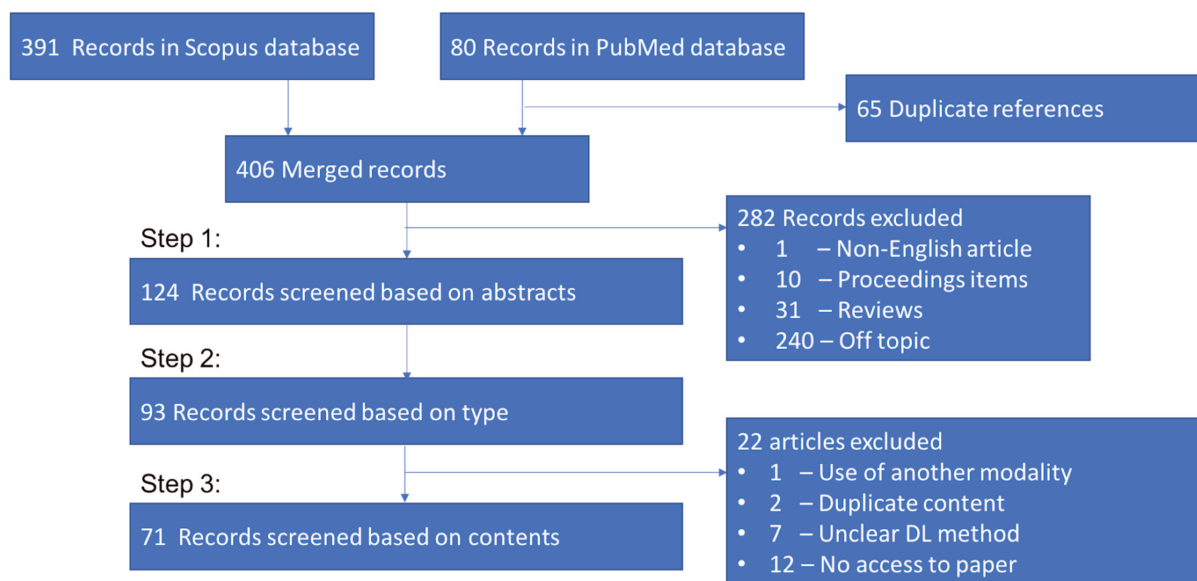 391 Records in Scopus database
80 Records in PubMed database
65 Duplicate references
406 Merged records
282 Records excluded
• 1 – Non-English article
• 10 – Proceedings items
• 31 – Reviews
• 240 – Off topic
Step 1:
124 Records screened based on abstracts
Step 2:
93 Records screened based on type
22 articles excluded
• 1 – Use of another modality
• 2 – Duplicate content
• 7 – Unclear DL method
• 12 – No access to paper
Step 3:
71 Records screened based on contents